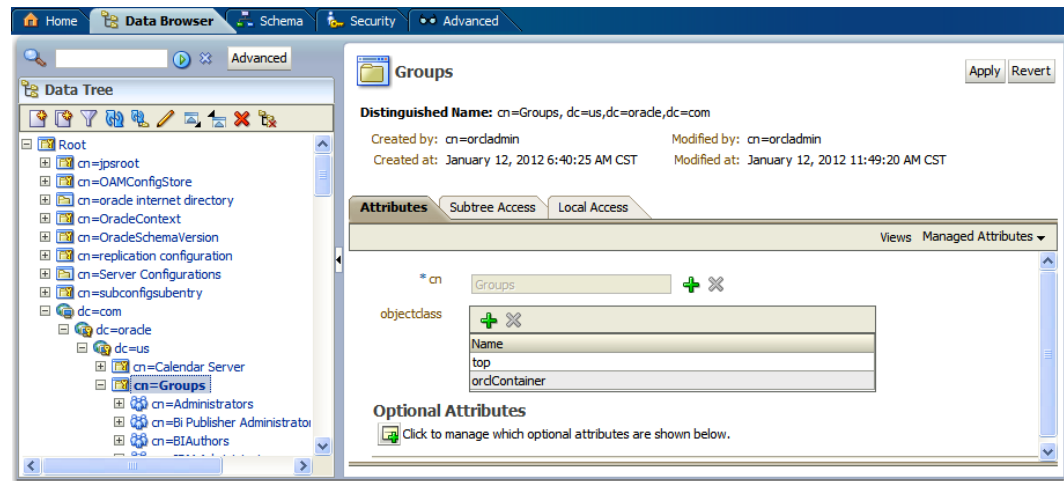 Home Data Browser Schema Security Advanced
Advanced
Data Tree
Root
cn=jpsroot
cn=OAMConfigStore
cn=oracle internet directory
cn=OracleContext
cn=OracleSchemaVersion
cn=replication configuration
cn=Server Configurations
cn=subconfigsubentry
dc=com
dc=oracle
dc=us
cn=Calendar Server
cn=Groups
cn=Administrators
cn=Bi Publisher Administrator
cn=BIAuthors
Groups
Apply Revert
Distinguished Name: cn=Groups, dc=us,dc=oracle,dc=com
Created by: cn=orcladmin Modified by: cn=orcladmin
Created at: January 12, 2012 6:40:25 AM CST Modified at: January 12, 2012 11:49:20 AM CST
Attributes Subtree Access Local Access
Views Managed Attributes
* cn Groups
objectclass
Name
top
orclContainer
Optional Attributes
Click to manage which optional attributes are shown below.